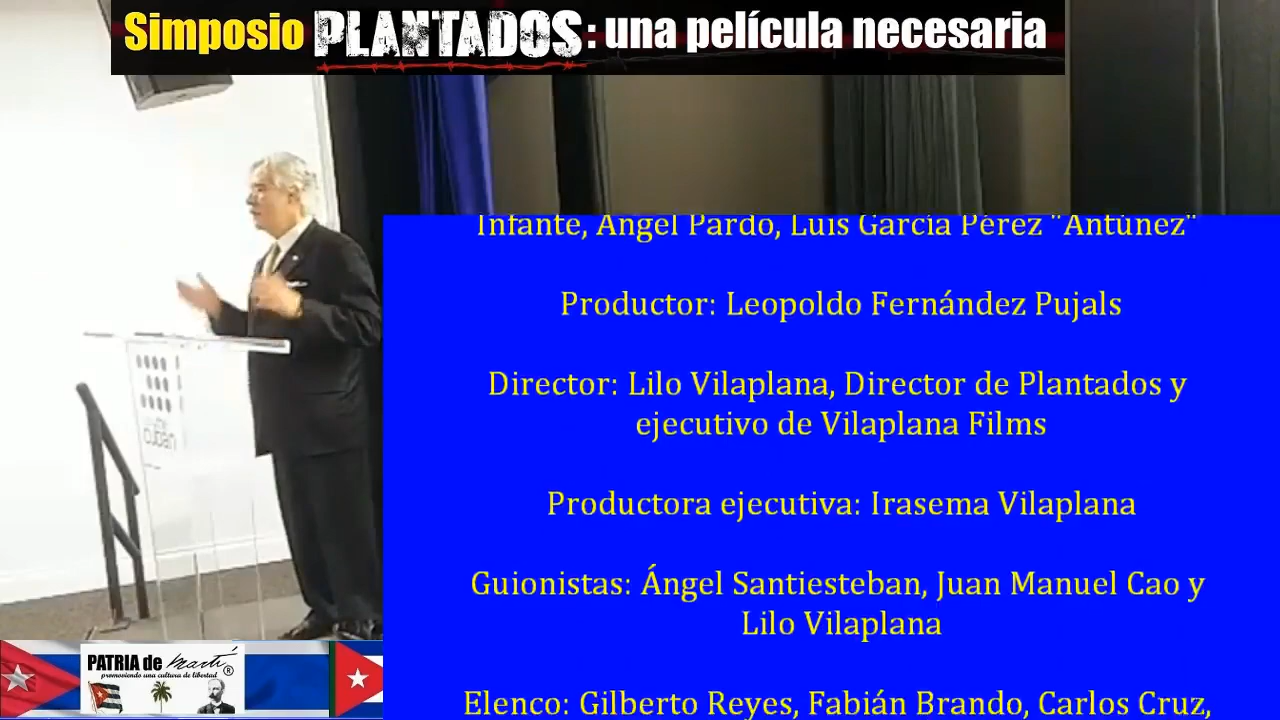 Simposio PLANTADOS: una película necesaria
Infante, Ángel Pardo, Luis García Pérez "Antúnez"
Productor: Leopoldo Fernández Pujals
Director: Lilo Vilaplana, Director de Plantados y
ejecutivo de Vilaplana Films
Productora ejecutiva: Irasema Vilaplana
Guionistas: Ángel Santiesteban, Juan Manuel Cao y
Lilo Vilaplana
Elenco: Gilberto Reyes, Fabián Brando, Carlos Cruz,
cuban
PATRIA de Martí ®
promoviendo una cultura de libertad